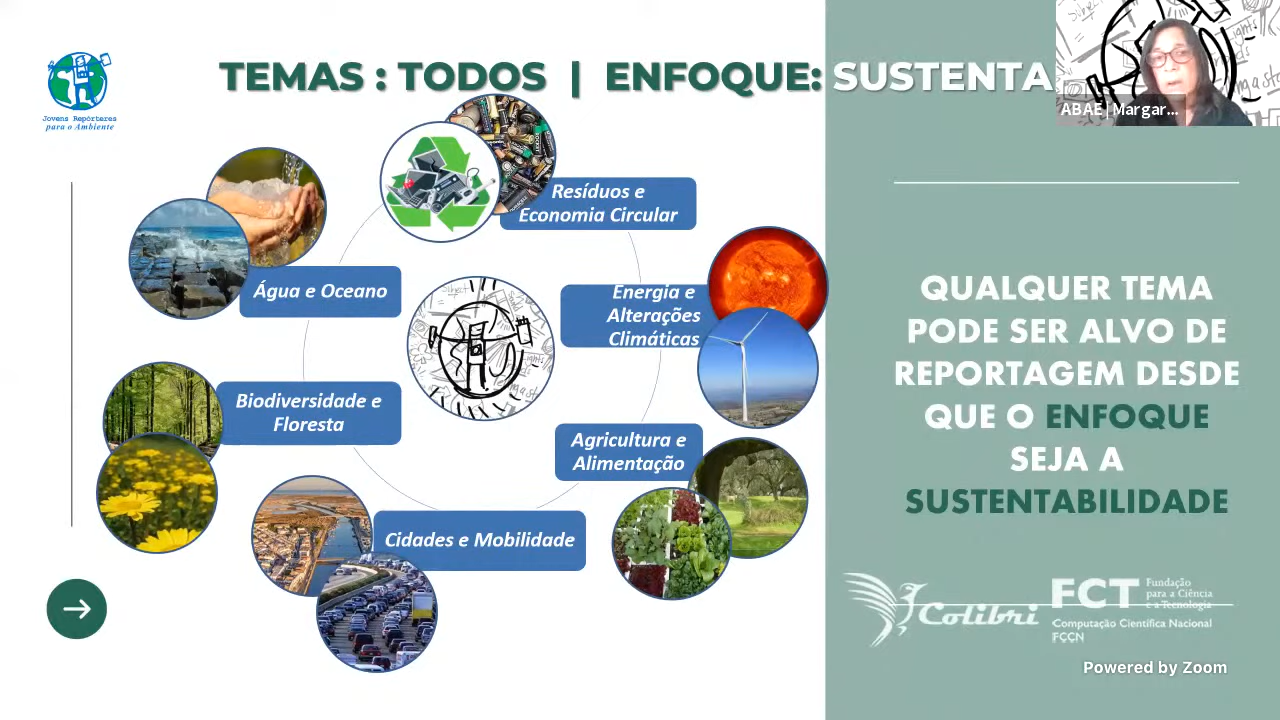 TEMAS : TODOS | ENFOQUE: SUSTENTA
ABAE | Margar...
Jovens Repórteres
para o Ambiente
Resíduos e
Economia Circular
Água e Oceano
Energia e
Alterações
Climáticas
Biodiversidade e
Floresta
Agricultura e
Alimentação
Cidades e Mobilidade
QUALQUER TEMA
PODE SER ALVO DE
REPORTAGEM DESDE
QUE O ENFOQUE
SEJA A
SUSTENTABILIDADE
Colibri
FCT Fundação
para a Ciência
e a Tecnologia
Computação Científica Nacional
FCCN
Powered by Zoom